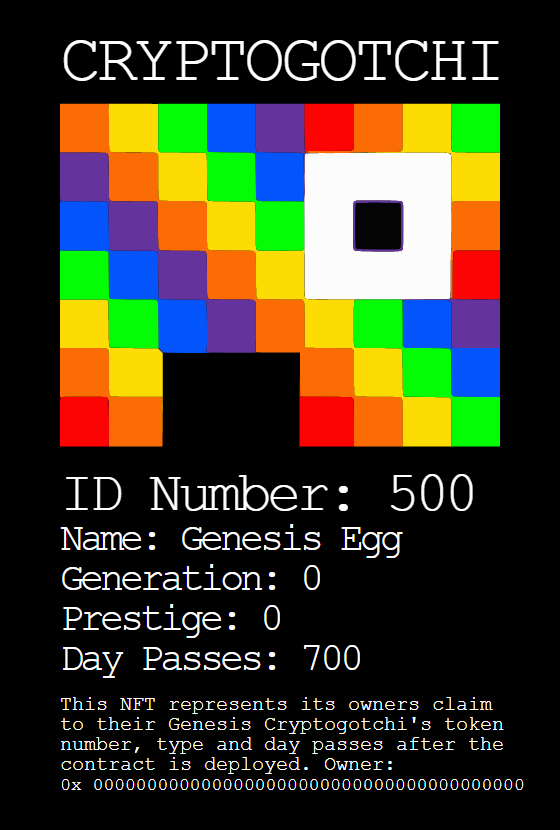 CRYPTOGOTCHI
ID Number: 500
Name: Genesis Egg
Generation: 0
Prestige: 0
Day Passes: 700
This NFT represents its owners claim
to their Genesis Cryptogotchi's token
number, type and day passes after the
contract is deployed. Owner:
0x 0000000000000000000000000000000000000000